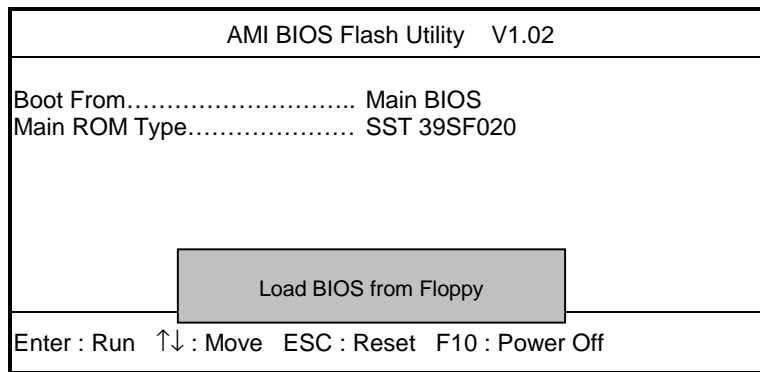 AMI BIOS Flash Utility V1.02
Boot From……………………….. Main BIOS
Main ROM Type………………… SST 39SF020
Load BIOS from Floppy
Enter : Run ↑↓ : Move ESC : Reset F10 : Power Off